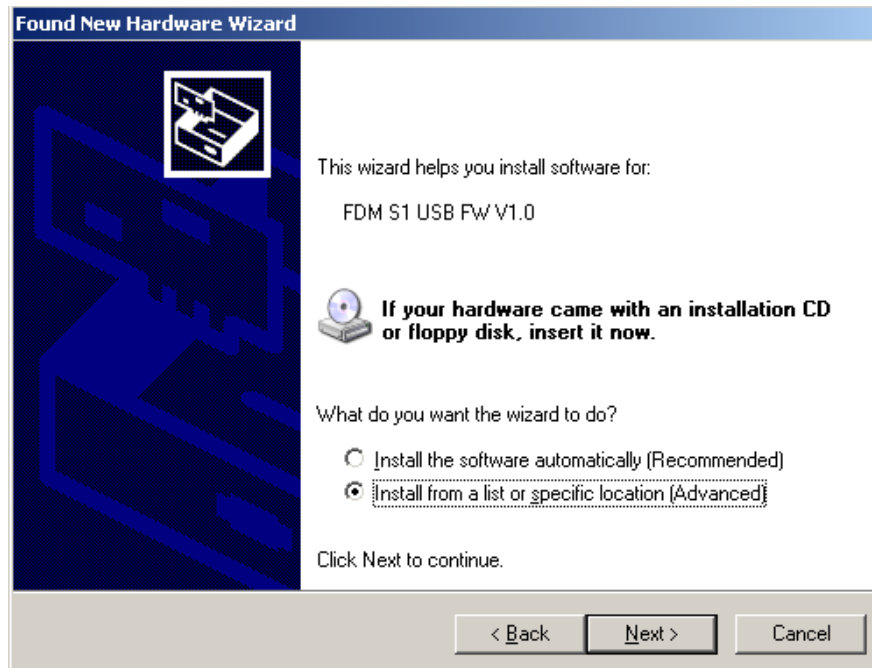 Found New Hardware Wizard
This wizard helps you install software for:
FDM S1 USB FW V1.0
If your hardware came with an installation CD
or floppy disk, insert it now.
What do you want the wizard to do?
Install the software automatically (Recommended)
Install from a list or specific location (Advanced)
Click Next to continue.
< Back
Next >
Cancel